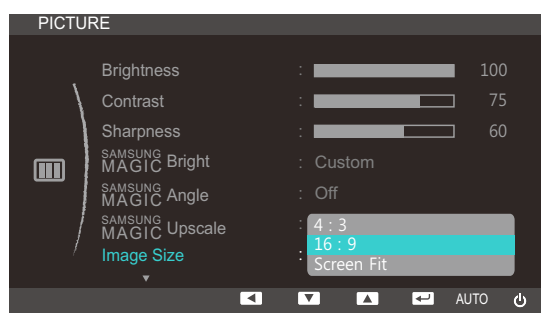 PICTURE
Brightness : 100
Contrast : 75
Sharpness : 60
SAMSUNG MAGIC Bright : Custom
SAMSUNG MAGIC Angle : Off
SAMSUNG MAGIC Upscale : 4 : 3
16 : 9
Image Size : Screen Fit
AUTO